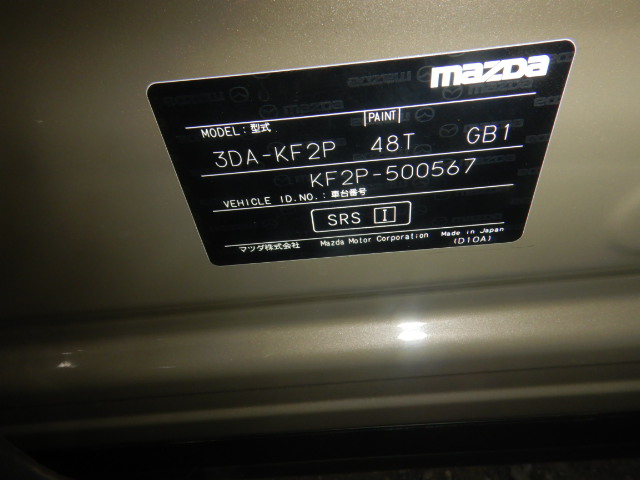 mazda
MODEL:型式 PAINT
3DA-KF2P 48T GB1
KF2P-500567
VEHICLE ID.NO.:車台番号
SRS I
マツダ株式会社 Mazda Motor Corporation Made in Japan
(D10A)